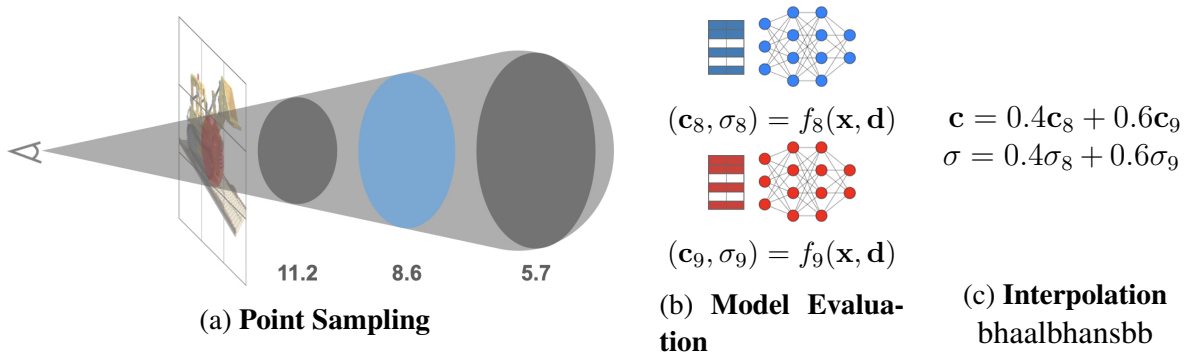 11.2 8.6 5.7
(a) Point Sampling
(c₈, σ₈) = f₈(x, d)
(c₉, σ₉) = f₉(x, d)
(b) Model Evalua-
tion
c = 0.4c₈ + 0.6c₉
σ = 0.4σ₈ + 0.6σ₉
(c) Interpolation
bhaalbhansbb